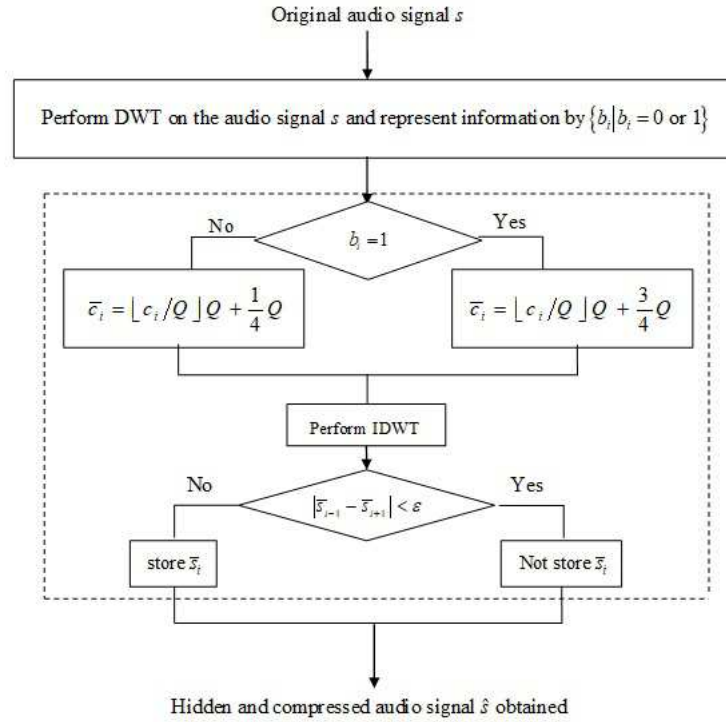 Original audio signal s
Perform DWT on the audio signal s and represent information by {b_i|b_i = 0 or 1}
No
Yes
b_i =1
c̅_i = ⌊c_i/Q⌋Q + 1/4 Q
c̅_i = ⌊c_i/Q⌋Q + 3/4 Q
Perform IDWT
No
Yes
|s̅_{i-1} − s̅_{i+1}| < ε
store s̅_i
Not store s̅_i
Hidden and compressed audio signal ŝ obtained